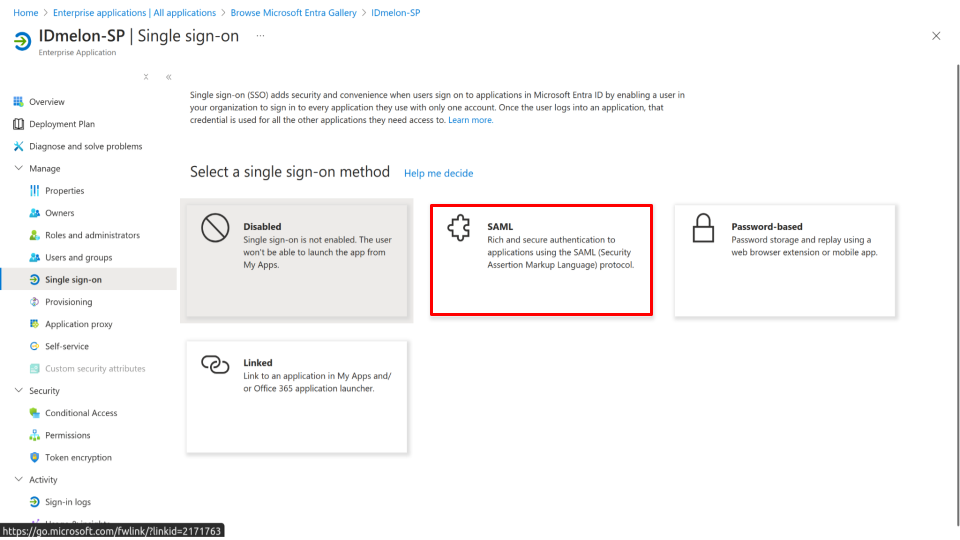 Home > Enterprise applications | All applications > Browse Microsoft Entra Gallery > IDmelon-SP
IDmelon-SP | Single sign-on ...
Enterprise Application
Overview
Deployment Plan
Diagnose and solve problems
Manage
Properties
Owners
Roles and administrators
Users and groups
Single sign-on
Provisioning
Application proxy
Self-service
Custom security attributes
Security
Conditional Access
Permissions
Token encryption
Activity
Sign-in logs
https://go.microsoft.com/fwlink/?linkid=2171763
Single sign-on (SSO) adds security and convenience when users sign on to applications in Microsoft Entra ID by enabling a user in
your organization to sign in to every application they use with only one account. Once the user logs into an application, that
credential is used for all the other applications they need access to. Learn more.
Select a single sign-on method Help me decide
Disabled
Single sign-on is not enabled. The user
won't be able to launch the app from
My Apps.
SAML
Rich and secure authentication to
applications using the SAML (Security
Assertion Markup Language) protocol.
Password-based
Password storage and replay using a
web browser extension or mobile app.
Linked
Link to an application in My Apps and/
or Office 365 application launcher.